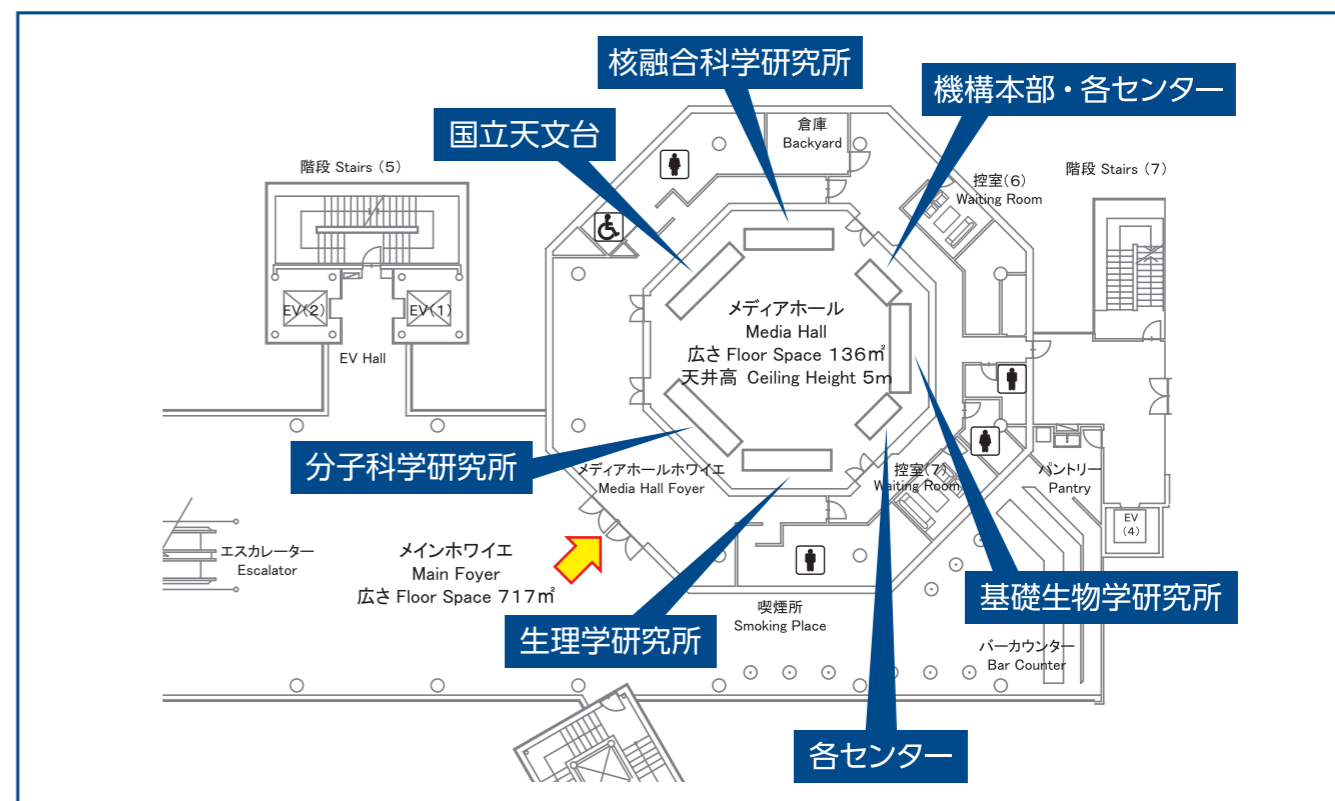 核融合科学研究所
機構本部・各センター
国立天文台
倉庫
Backyard
階段 Stairs (5)
控室(6)
Waiting Room
階段 Stairs (7)
EV(2)
EV(1)
EV Hall
メディアホール
Media Hall
広さ Floor Space 136㎡
天井高 Ceiling Height 5m
分子科学研究所
メディアホールホワイエ
Media Hall Foyer
控室(7)
Waiting Room
パントリー
Pantry
EV
(4)
エスカレーター
Escalator
メインホワイエ
Main Foyer
広さ Floor Space 717㎡
基礎生物学研究所
喫煙所
Smoking Place
生理学研究所
バーカウンター
Bar Counter
各センター